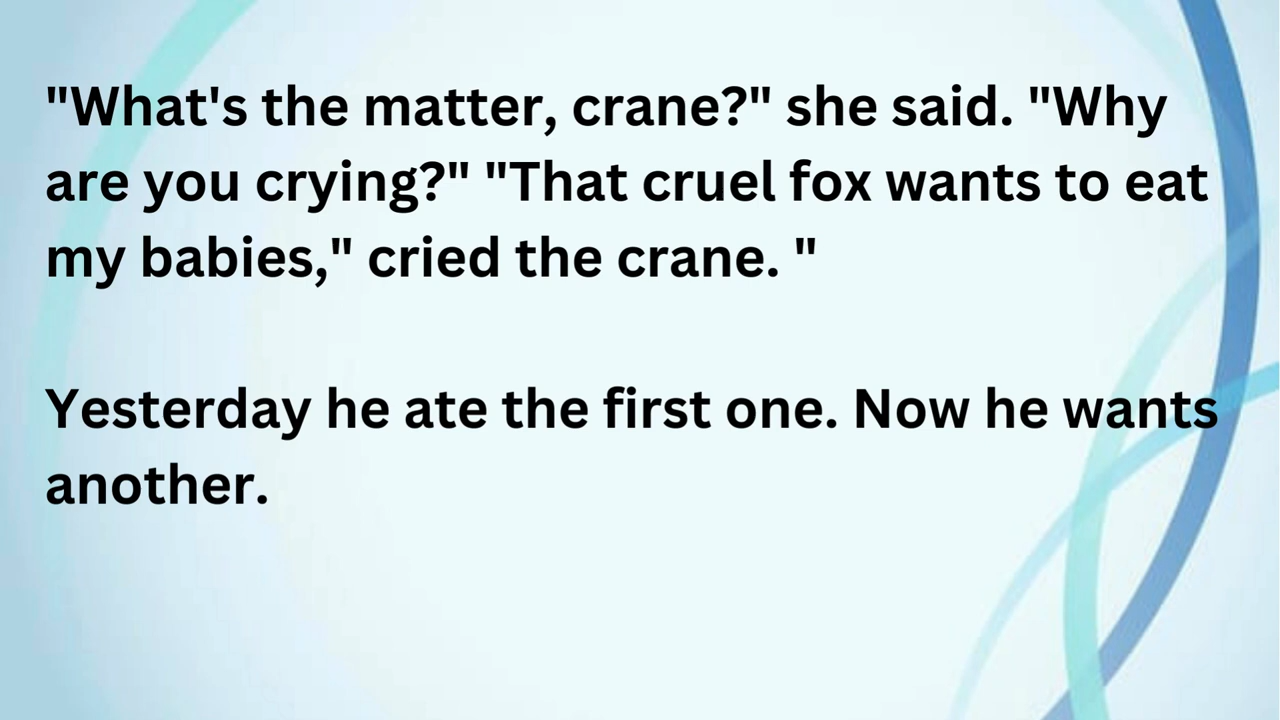 "What's the matter, crane?" she said. "Why
are you crying?" "That cruel fox wants to eat
my babies," cried the crane. "
Yesterday he ate the first one. Now he wants
another.